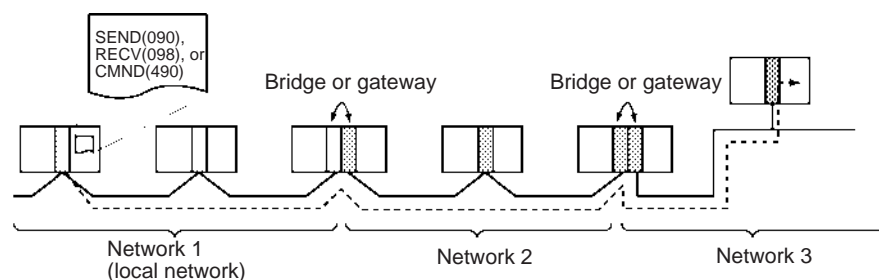 SEND(090),
RECV(098), or
CMND(490)
Bridge or gateway
Bridge or gateway
Network 1
(local network)
Network 2
Network 3